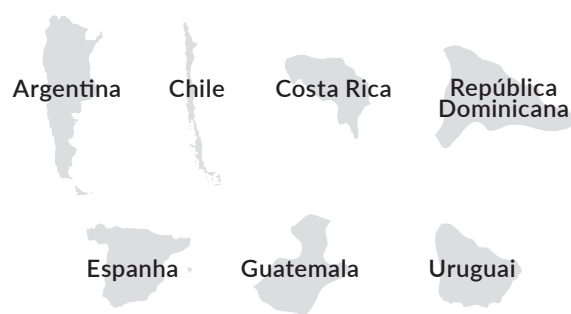 Argentina
Chile
Costa Rica
República
Dominicana
Espanha
Guatemala
Uruguai